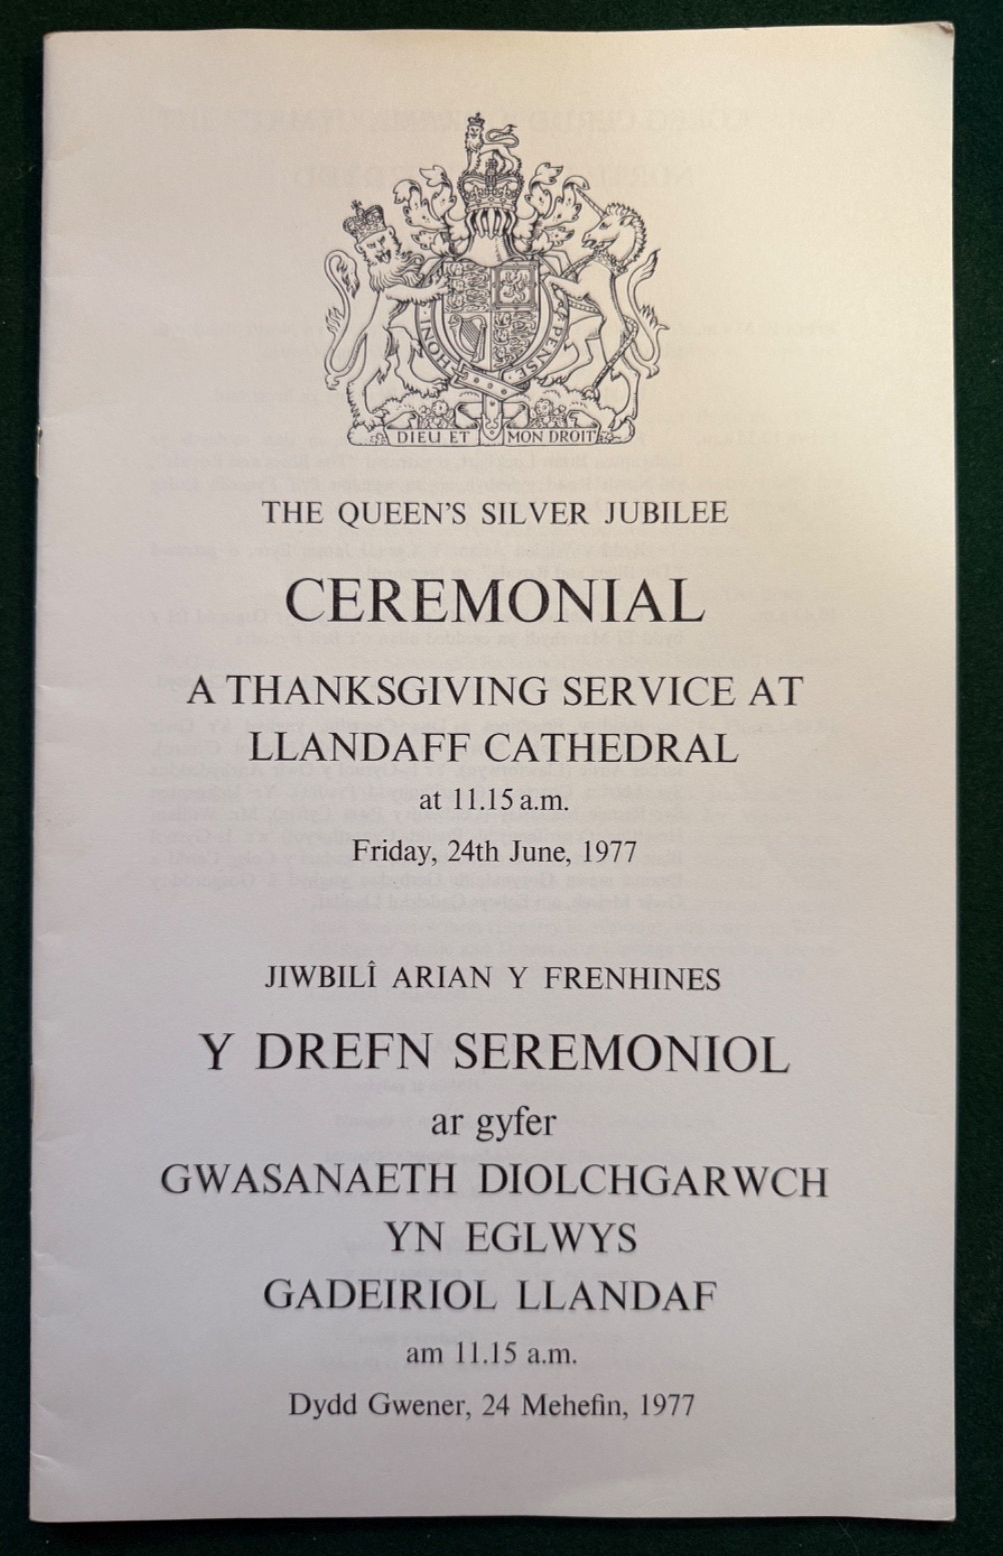 HONI
PENSE
DIEU ET MON DROIT
THE QUEEN'S SILVER JUBILEE
CEREMONIAL
A THANKSGIVING SERVICE AT
LLANDAFF CATHEDRAL
at 11.15 a.m.
Friday, 24th June, 1977
JIWBILÎ ARIAN Y FRENHINES
Y DREFN SEREMONIOL
ar gyfer
GWASANAETH DIOLCHGARWCH
YN EGLWYS
GADEIRIOL LLANDAF
am 11.15 a.m.
Dydd Gwener, 24 Mehefin, 1977